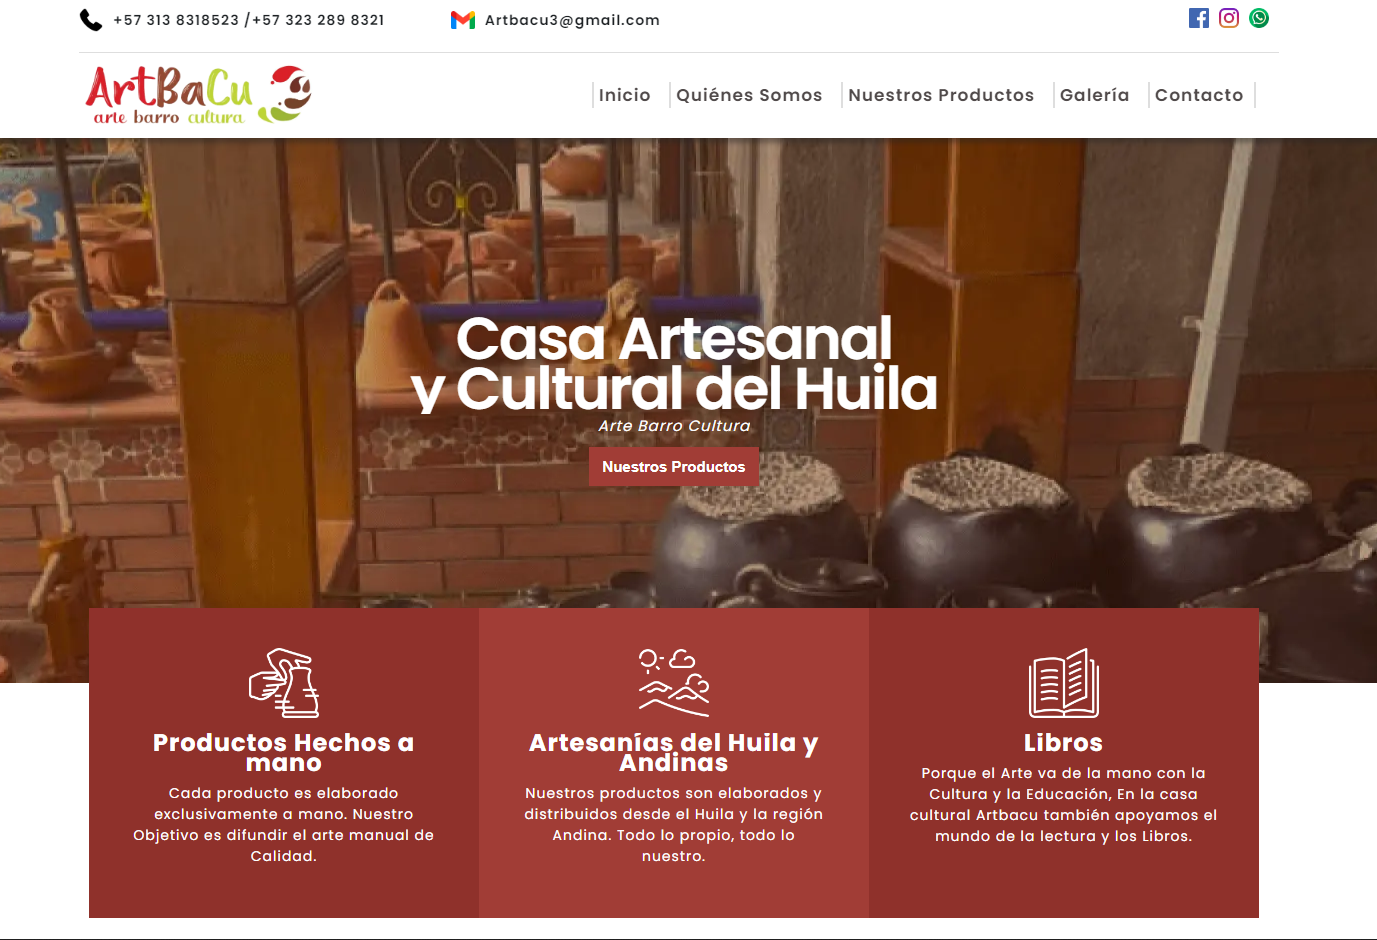 +57 313 8318523 /+57 323 289 8321
Artbacu3@gmail.com
ArtBaCu
arte barro cultura
Inicio
Quiénes Somos
Nuestros Productos
Galería
Contacto
Casa Artesanal
y Cultural del Huila
Arte Barro Cultura
Nuestros Productos
Productos Hechos a
mano
Cada producto es elaborado
exclusivamente a mano. Nuestro
Objetivo es difundir el arte manual de
Calidad.
Artesanías del Huila y
Andinas
Nuestros productos son elaborados y
distribuidos desde el Huila y la región
Andina. Todo lo propio, todo lo
nuestro.
Libros
Porque el Arte va de la mano con la
Cultura y la Educación, En la casa
cultural Artbacu también apoyamos el
mundo de la lectura y los Libros.